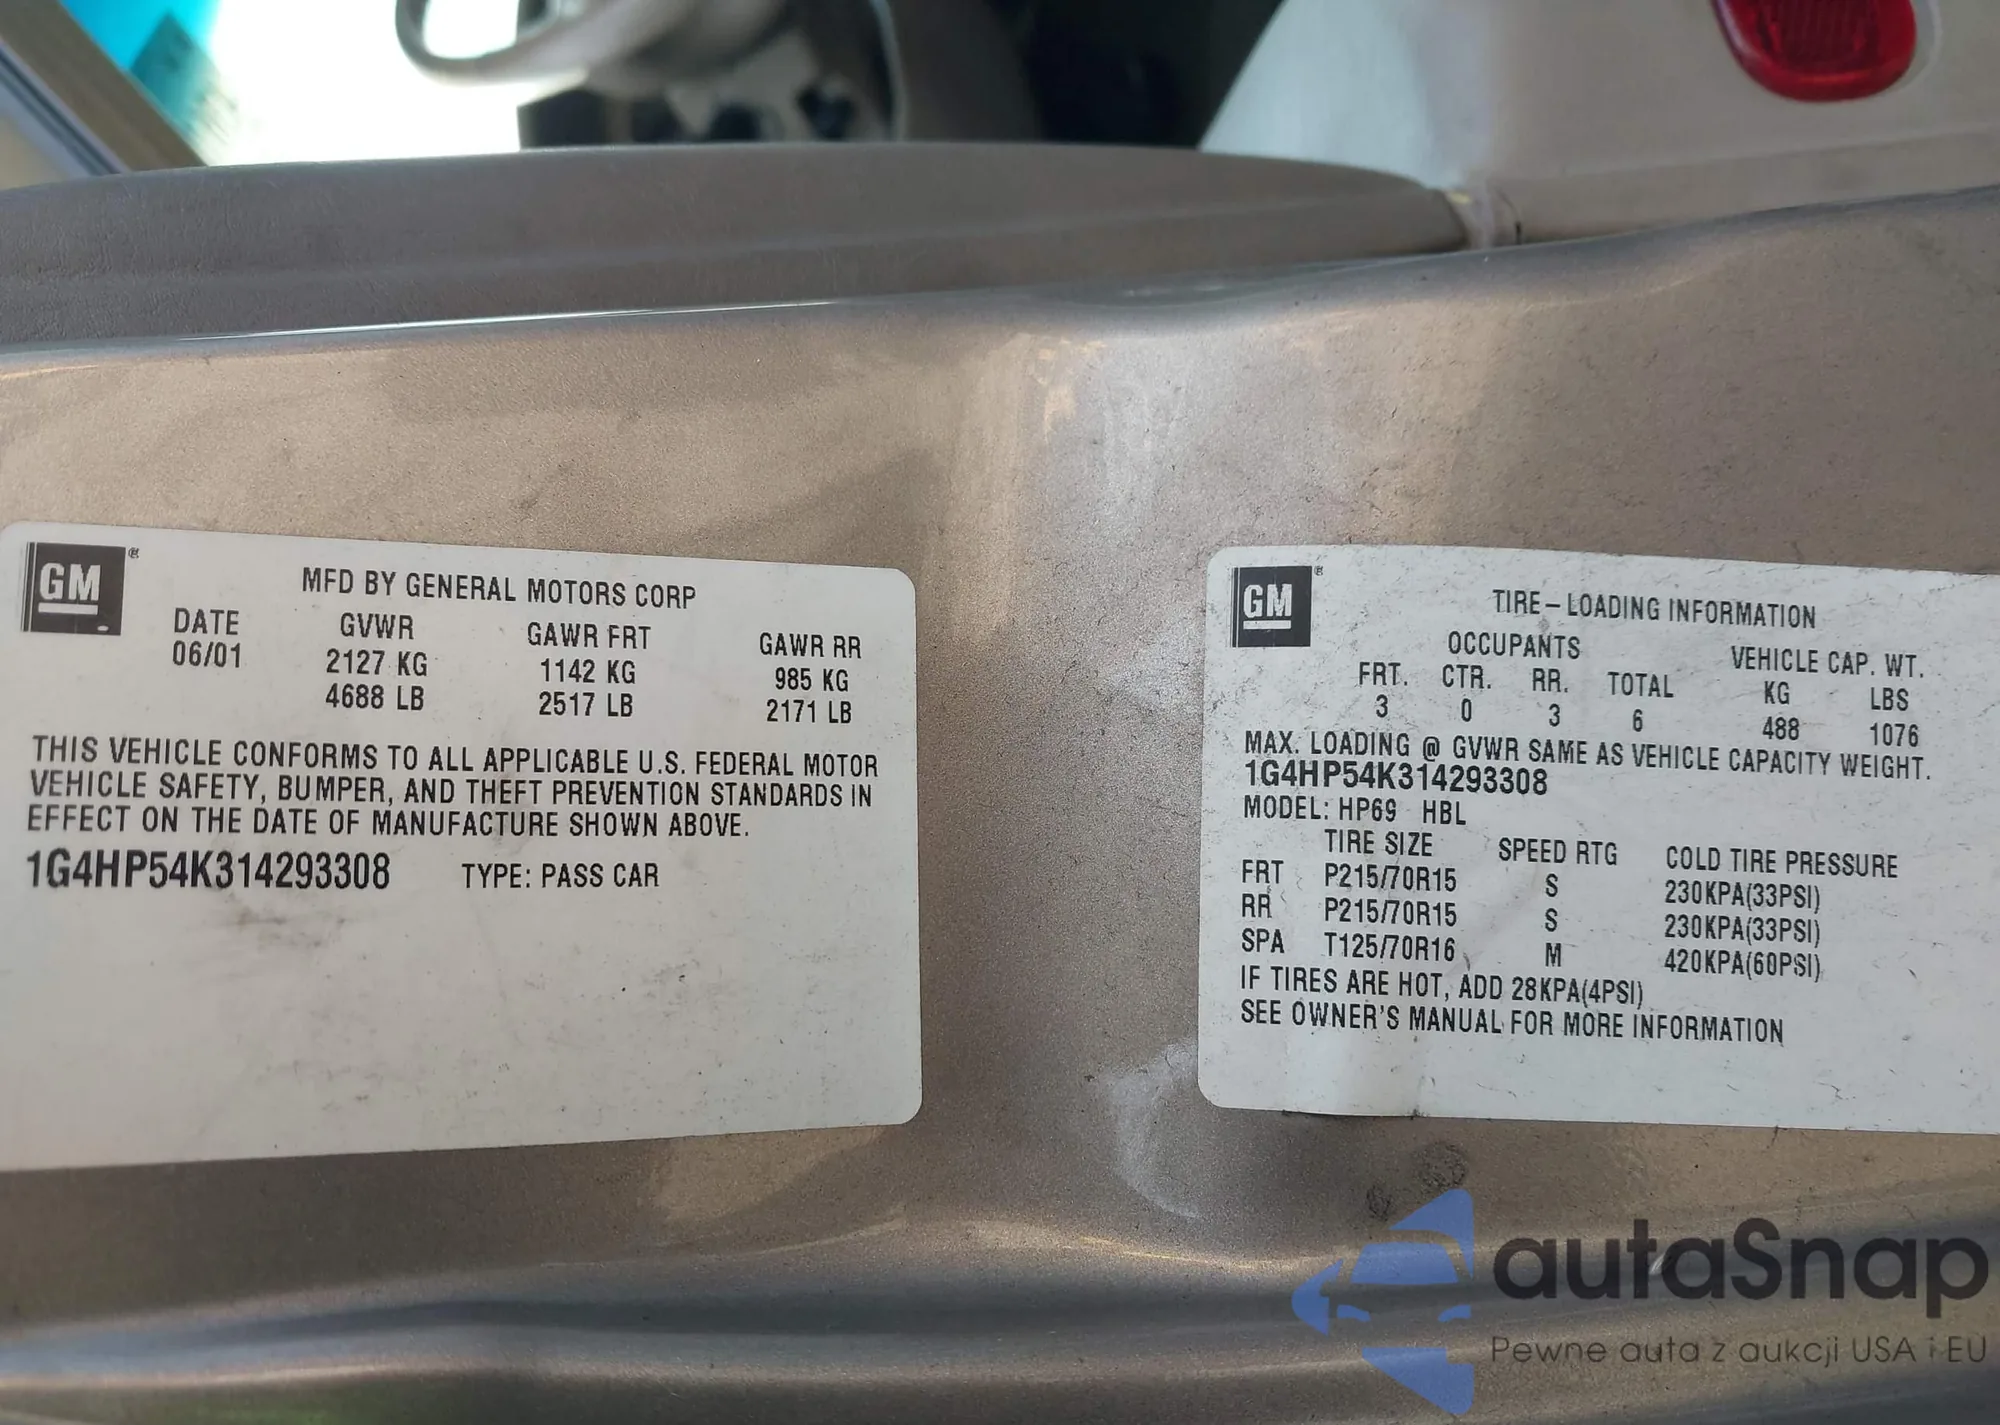 GM
MFD BY GENERAL MOTORS CORP
DATE GVWR GAWR FRT GAWR RR
06/01 2127 KG 1142 KG 985 KG
4688 LB 2517 LB 2171 LB
THIS VEHICLE CONFORMS TO ALL APPLICABLE U.S. FEDERAL MOTOR
VEHICLE SAFETY, BUMPER, AND THEFT PREVENTION STANDARDS IN
EFFECT ON THE DATE OF MANUFACTURE SHOWN ABOVE.
1G4HP54K314293308 TYPE: PASS CAR
GM
TIRE-LOADING INFORMATION
OCCUPANTS VEHICLE CAP. WT.
FRT. CTR. RR. TOTAL KG LBS
3 0 3 6 488 1076
MAX. LOADING @ GVWR SAME AS VEHICLE CAPACITY WEIGHT.
1G4HP54K314293308
MODEL: HP69 HBL
TIRE SIZE SPEED RTG COLD TIRE PRESSURE
FRT P215/70R15 S 230KPA(33PSI)
RR P215/70R15 S 230KPA(33PSI)
SPA T125/70R16 M 420KPA(60PSI)
IF TIRES ARE HOT, ADD 28KPA(4PSI)
SEE OWNER'S MANUAL FOR MORE INFORMATION
autaSnap
Pewne auta z aukcji USA i EU